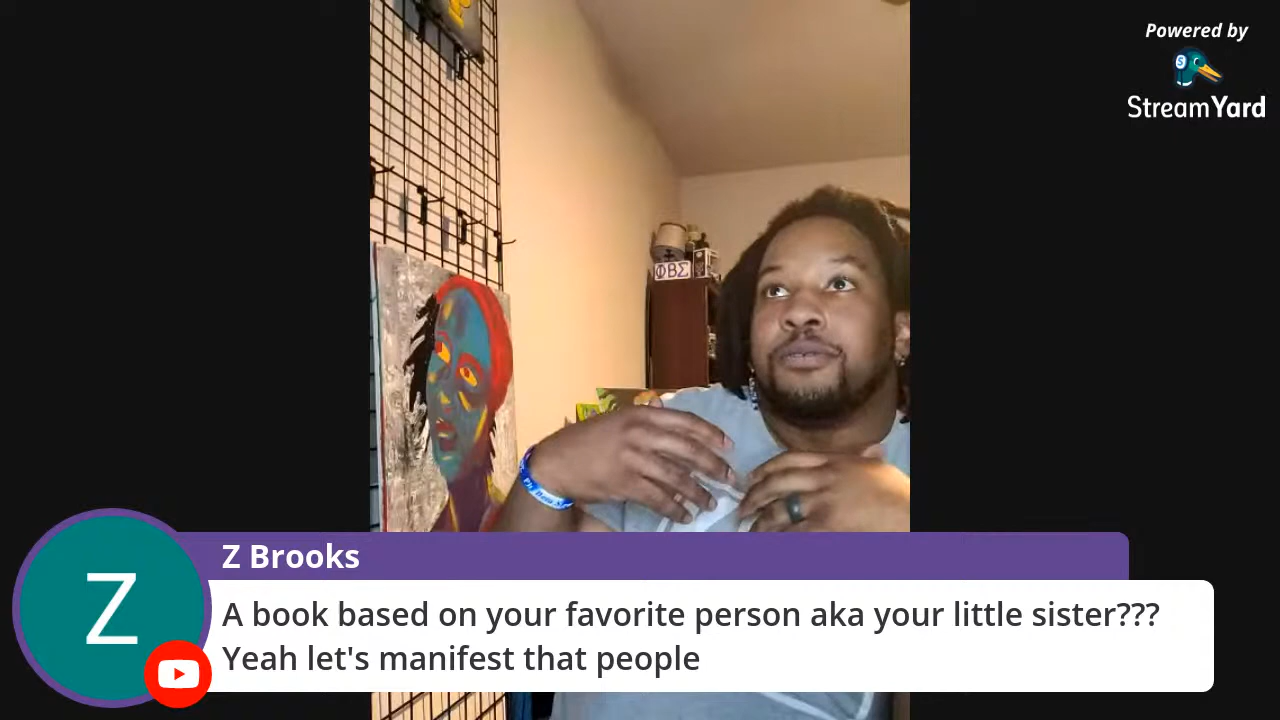 Powered by
StreamYard
ΦΒΣ
Z Brooks
Z
A book based on your favorite person aka your little sister???
Yeah let's manifest that people